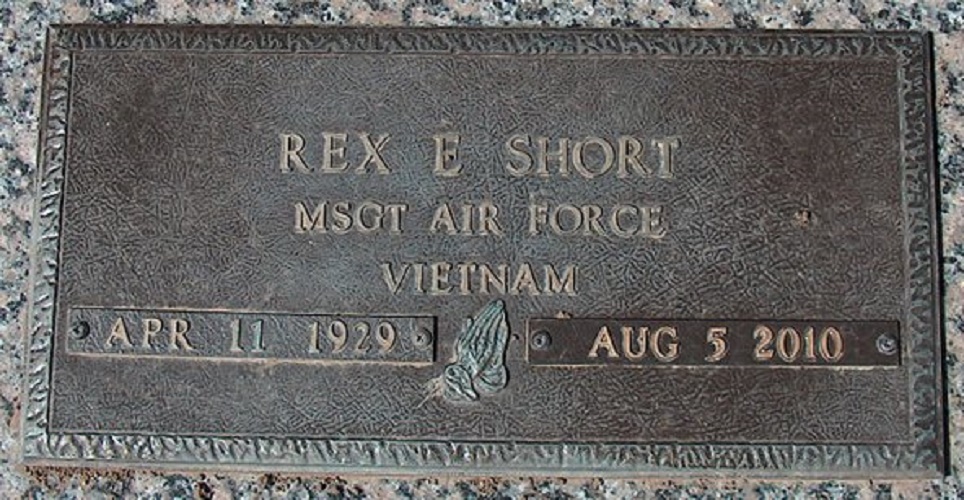 REX E SHORT
MSGT AIR FORCE
VIETNAM
APR 11 1929 AUG 5 2010